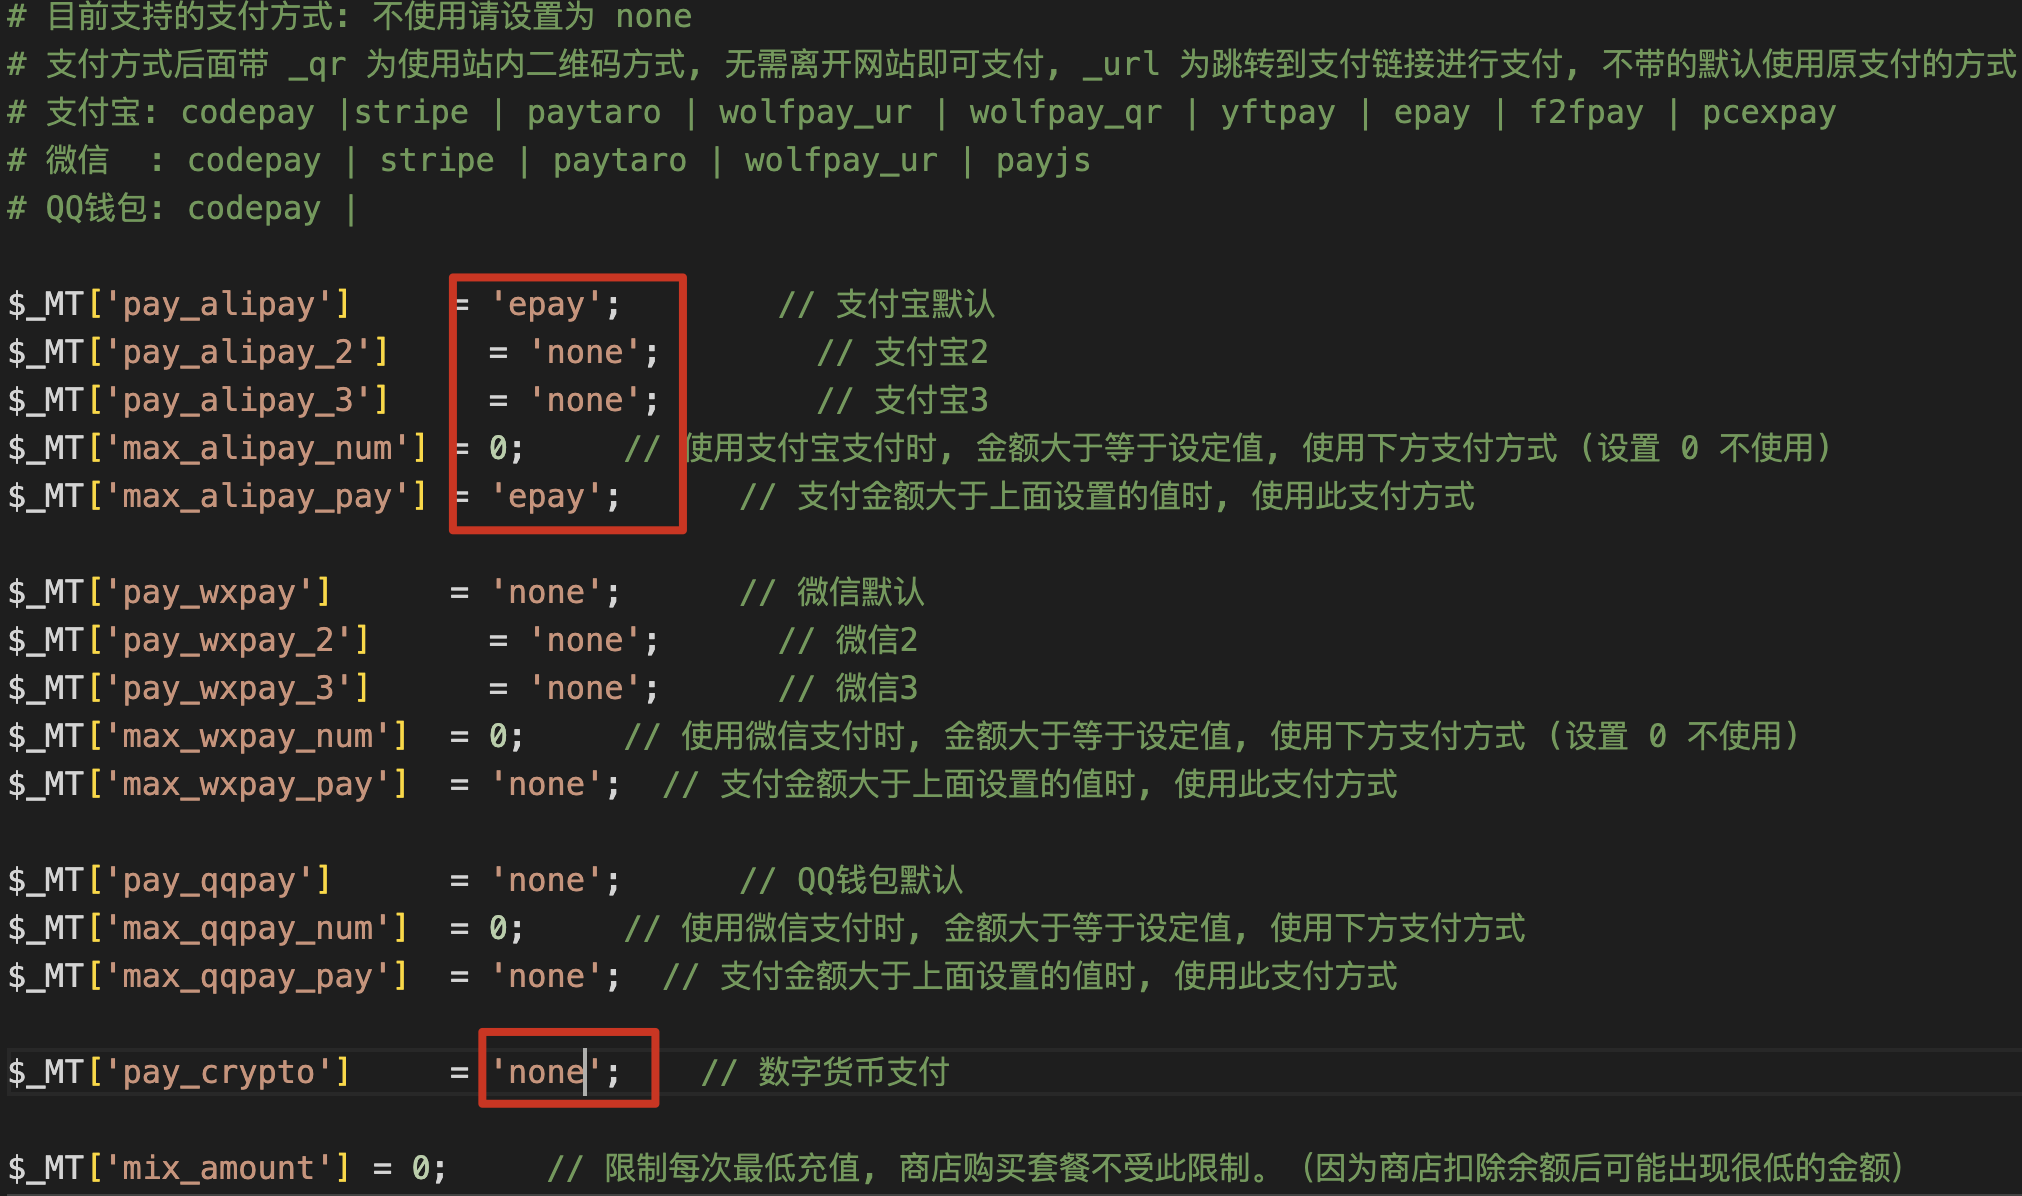 # 目前支持的支付方式: 不使用请设置为 none
# 支付方式后面带 _qr 为使用站内二维码方式, 无需离开网站即可支付, _url 为跳转到支付链接进行支付, 不带的默认使用原支付的方式
# 支付宝: codepay |stripe | paytaro | wolfpay_ur | wolfpay_qr | yftpay | epay | f2fpay | pcexpay
# 微信  : codepay | stripe | paytaro | wolfpay_ur | payjs
# QQ钱包: codepay |
$_MT['pay_alipay'] = 'epay'; // 支付宝默认
$_MT['pay_alipay_2'] = 'none'; // 支付宝2
$_MT['pay_alipay_3'] = 'none'; // 支付宝3
$_MT['max_alipay_num'] = 0; // 使用支付宝支付时, 金额大于等于设定值, 使用下方支付方式 (设置 0 不使用)
$_MT['max_alipay_pay'] = 'epay'; // 支付金额大于上面设置的值时, 使用此支付方式
$_MT['pay_wxpay'] = 'none'; // 微信默认
$_MT['pay_wxpay_2'] = 'none'; // 微信2
$_MT['pay_wxpay_3'] = 'none'; // 微信3
$_MT['max_wxpay_num'] = 0; // 使用微信支付时, 金额大于等于设定值, 使用下方支付方式 (设置 0 不使用)
$_MT['max_wxpay_pay'] = 'none'; // 支付金额大于上面设置的值时, 使用此支付方式
$_MT['pay_qqpay'] = 'none'; // QQ钱包默认
$_MT['max_qqpay_num'] = 0; // 使用微信支付时, 金额大于等于设定值, 使用下方支付方式
$_MT['max_qqpay_pay'] = 'none'; // 支付金额大于上面设置的值时, 使用此支付方式
$_MT['pay_crypto'] = 'none'; // 数字货币支付
$_MT['mix_amount'] = 0; // 限制每次最低充值, 商店购买套餐不受此限制。 (因为商店扣除余额后可能出现很低的金额)